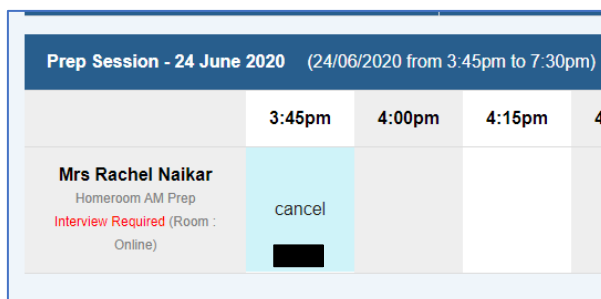 Prep Session - 24 June 2020 (24/06/2020 from 3:45pm to 7:30pm)
3:45pm 4:00pm 4:15pm
Mrs Rachel Naikar
Homeroom AM Prep
Interview Required (Room :
Online)
cancel